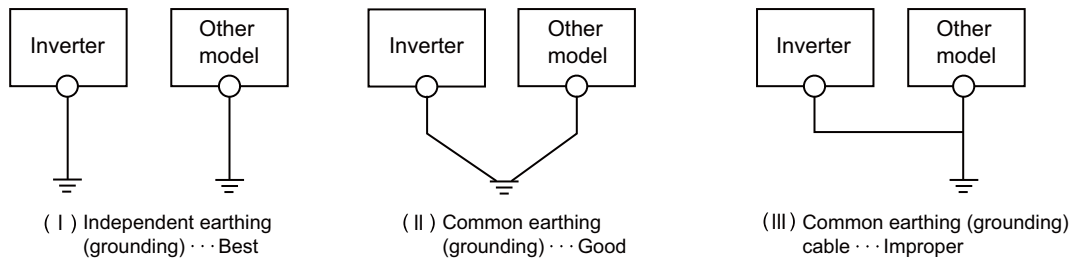 Inverter
Other
model
Inverter
Other
model
Inverter
Other
model
(Ⅰ) Independent earthing
(grounding) ··· Best
(Ⅱ) Common earthing
(grounding) ··· Good
(Ⅲ) Common earthing (grounding)
cable ··· Improper